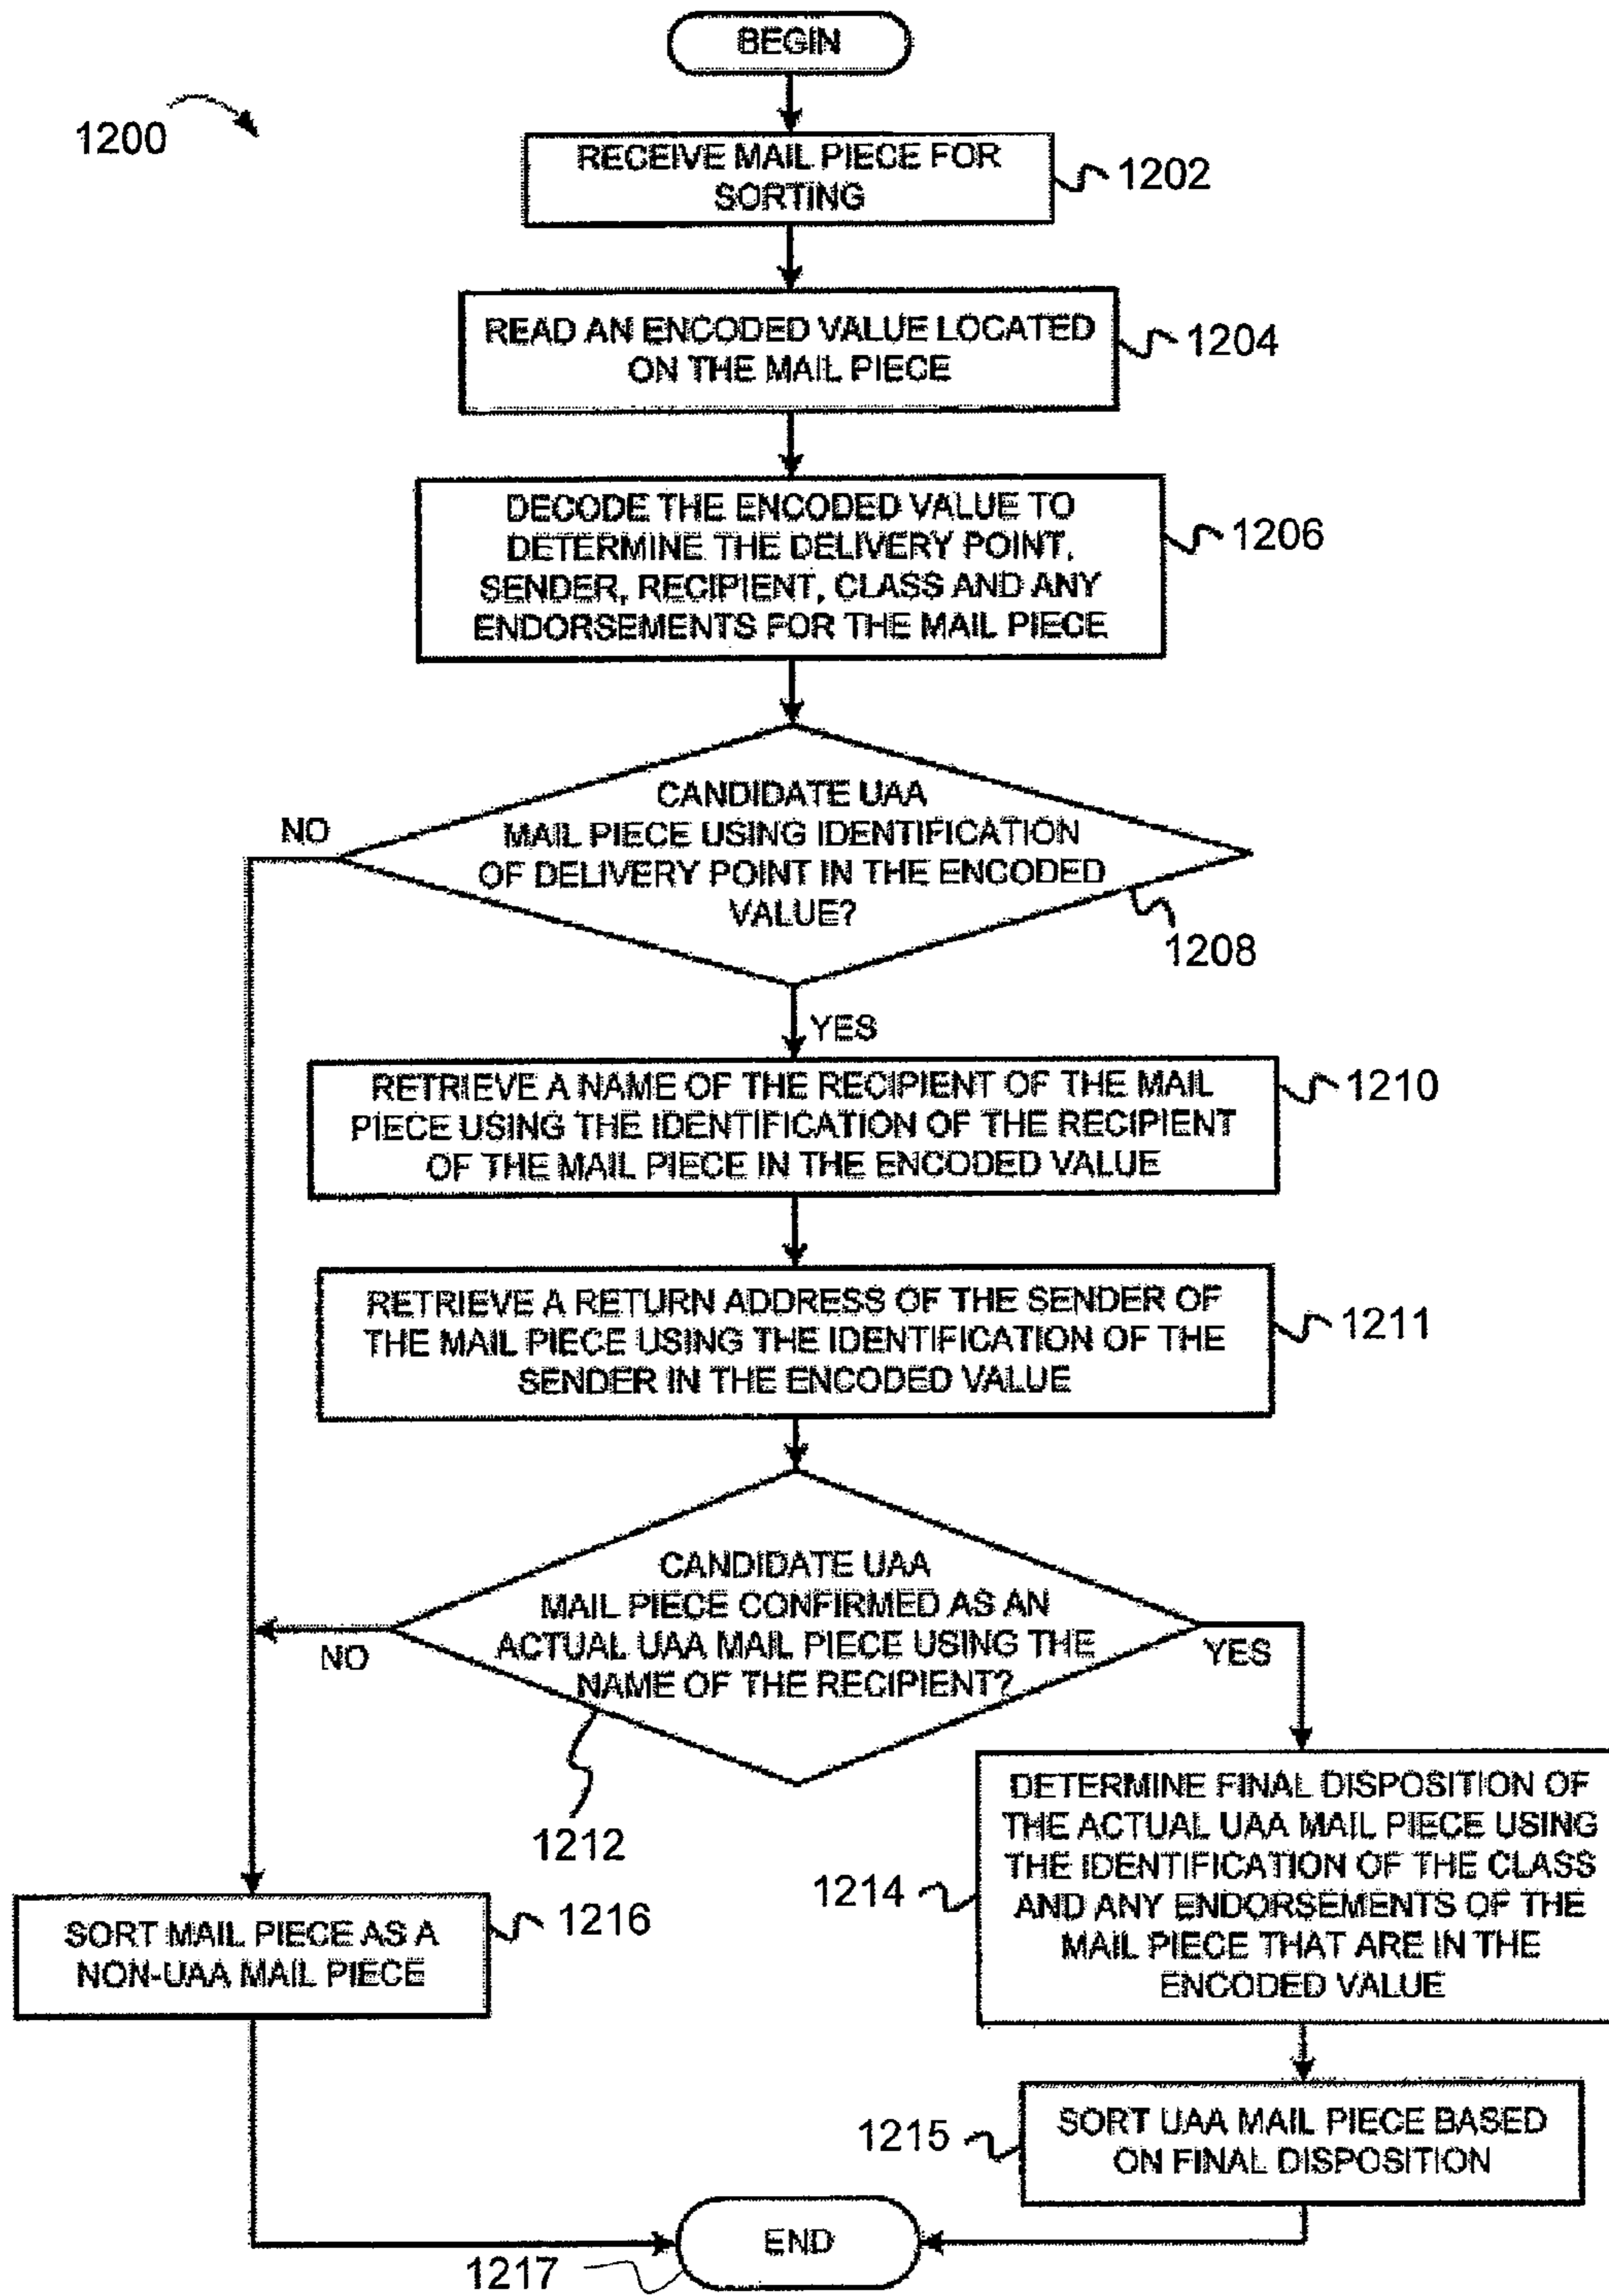 BEGIN
1200
RECEIVE MAIL PIECE FOR
SORTING
1202
READ AN ENCODED VALUE LOCATED
ON THE MAIL PIECE
1204
DECODE THE ENCODED VALUE TO
DETERMINE THE DELIVERY POINT,
SENDER, RECIPIENT, CLASS AND ANY
ENDORSEMENTS FOR THE MAIL PIECE
1206
CANDIDATE UAA
MAIL PIECE USING IDENTIFICATION
OF DELIVERY POINT IN THE ENCODED
VALUE?
NO
1208
YES
RETRIEVE A NAME OF THE RECIPIENT OF THE MAIL
PIECE USING THE IDENTIFICATION OF THE RECIPIENT
OF THE MAIL PIECE IN THE ENCODED VALUE
1210
RETRIEVE A RETURN ADDRESS OF THE SENDER OF
THE MAIL PIECE USING THE IDENTIFICATION OF THE
SENDER IN THE ENCODED VALUE
1211
CANDIDATE UAA
MAIL PIECE CONFIRMED AS AN
ACTUAL UAA MAIL PIECE USING THE
NAME OF THE RECIPIENT?
NO
YES
1212
DETERMINE FINAL DISPOSITION OF
THE ACTUAL UAA MAIL PIECE USING
THE IDENTIFICATION OF THE CLASS
AND ANY ENDORSEMENTS OF THE
MAIL PIECE THAT ARE IN THE
ENCODED VALUE
1214
SORT MAIL PIECE AS A
NON-UAA MAIL PIECE
1216
SORT UAA MAIL PIECE BASED
ON FINAL DISPOSITION
1215
END
1217